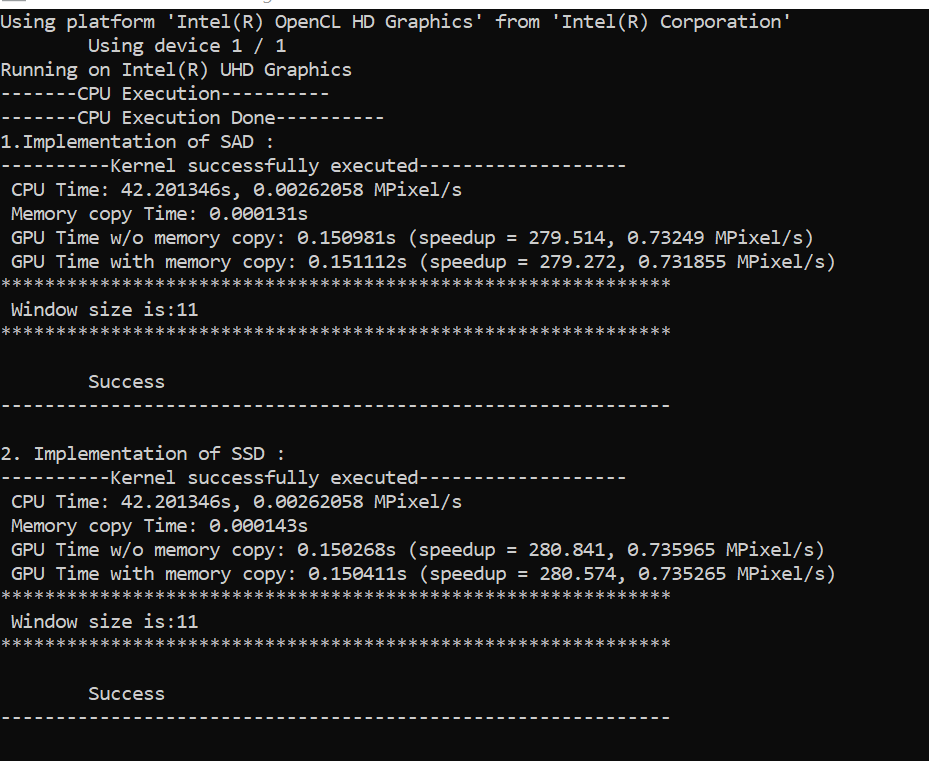 Using platform 'Intel(R) OpenCL HD Graphics' from 'Intel(R) Corporation'
Using device 1 / 1
Running on Intel(R) UHD Graphics
-------CPU Execution----------
-------CPU Execution Done----------
1.Implementation of SAD :
----------Kernel successfully executed-------------------
CPU Time: 42.201346s, 0.00262058 MPixel/s
Memory copy Time: 0.000131s
GPU Time w/o memory copy: 0.150981s (speedup = 279.514, 0.73249 MPixel/s)
GPU Time with memory copy: 0.151112s (speedup = 279.272, 0.731855 MPixel/s)
*************************************************************
Window size is:11
*************************************************************
Success
-------------------------------------------------------------
2. Implementation of SSD :
----------Kernel successfully executed-------------------
CPU Time: 42.201346s, 0.00262058 MPixel/s
Memory copy Time: 0.000143s
GPU Time w/o memory copy: 0.150268s (speedup = 280.841, 0.735965 MPixel/s)
GPU Time with memory copy: 0.150411s (speedup = 280.574, 0.735265 MPixel/s)
*************************************************************
Window size is:11
*************************************************************
Success
-------------------------------------------------------------